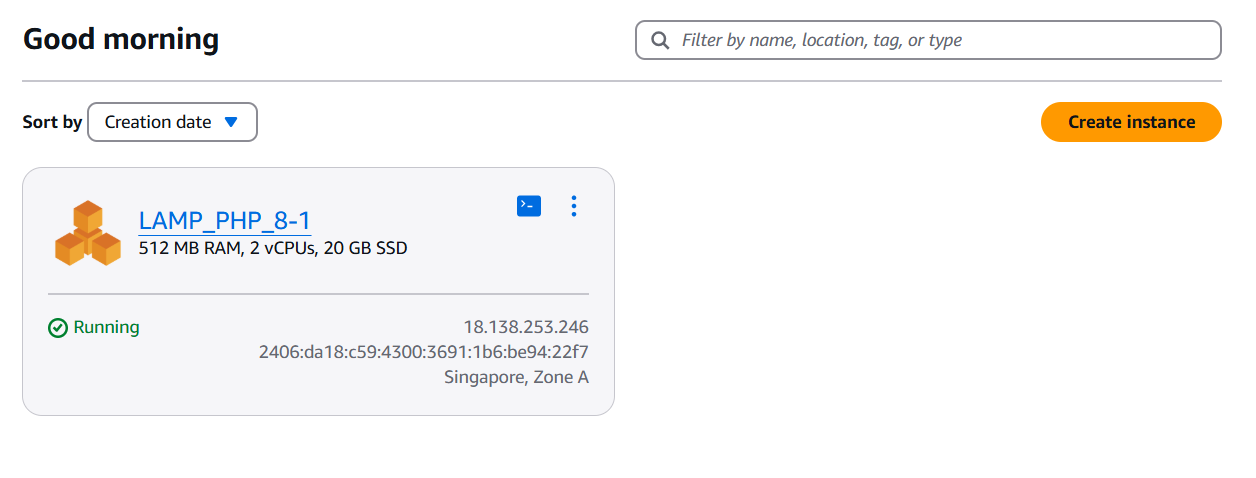 Good morning
Filter by name, location, tag, or type
Sort by Creation date
Create instance
LAMP_PHP_8-1
512 MB RAM, 2 vCPUs, 20 GB SSD
Running
18.138.253.246
2406:da18:c59:4300:3691:1b6:be94:22f7
Singapore, Zone A